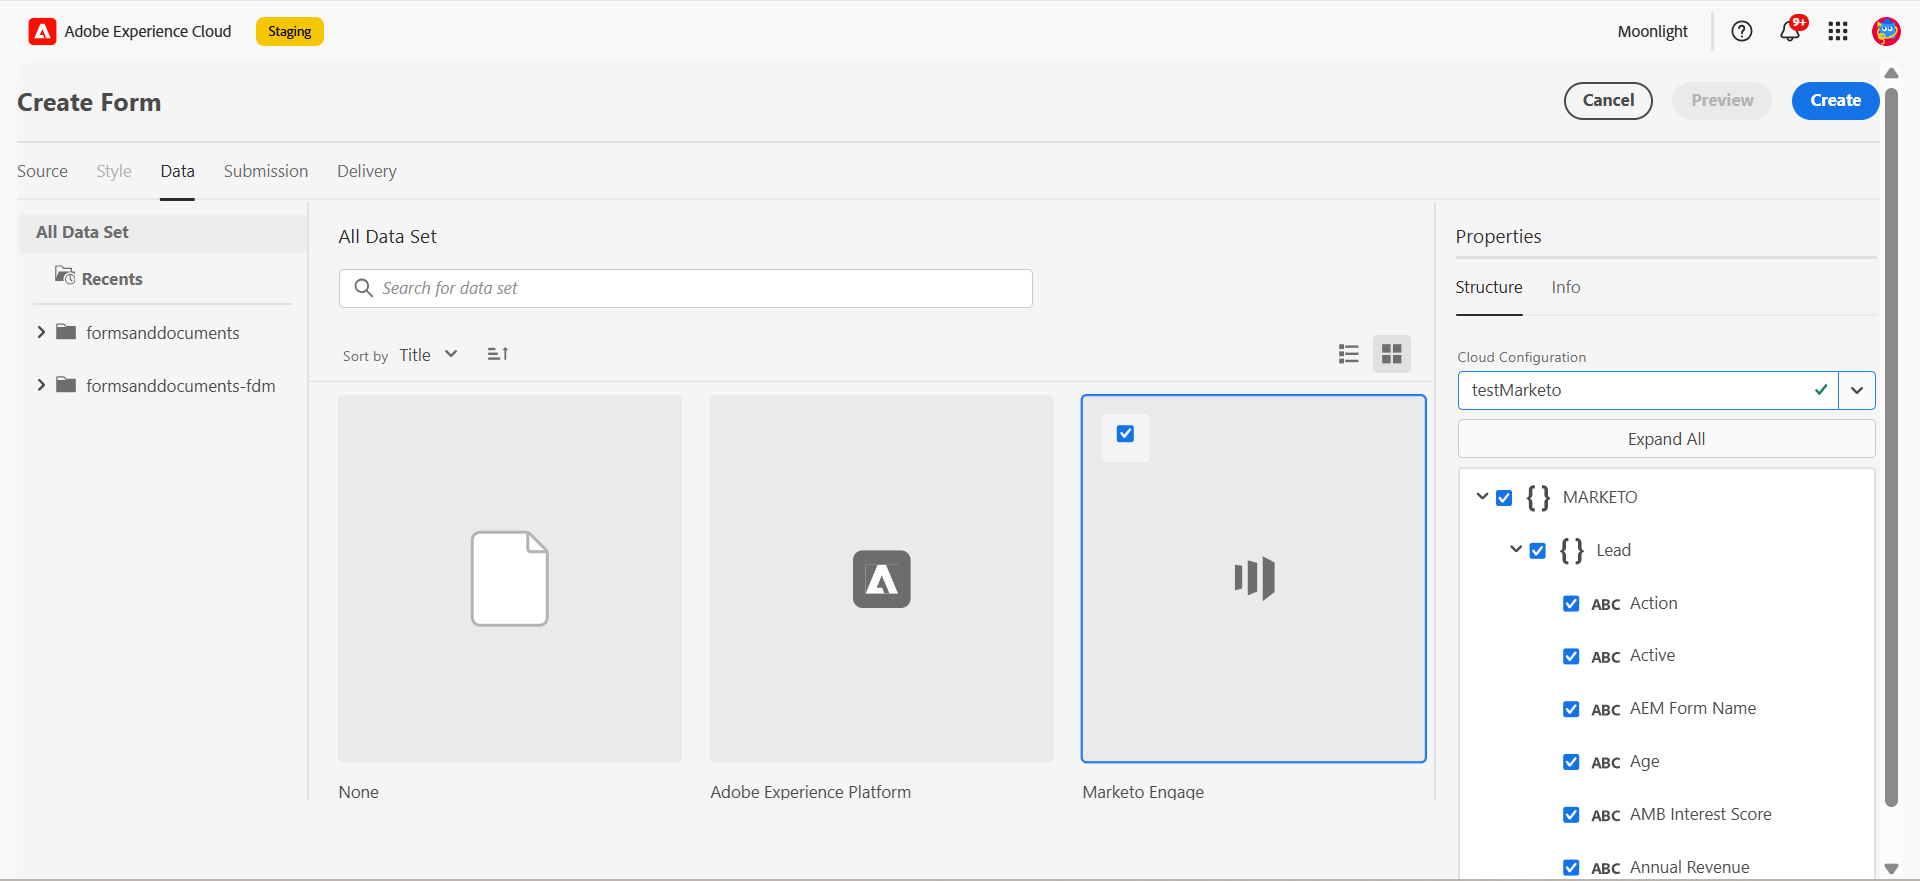 Adobe Experience Cloud
Staging
Moonlight
9+
Create Form
Cancel
Preview
Create
Source
Style
Data
Submission
Delivery
All Data Set
Recents
formsanddocuments
formsanddocuments-fdm
All Data Set
Search for data set
Sort by Title
None
Adobe Experience Platform
Marketo Engage
Properties
Structure
Info
Cloud Configuration
testMarketo
Expand All
{ } MARKETO
{ } Lead
ABC Action
ABC Active
ABC AEM Form Name
ABC Age
ABC AMB Interest Score
ABC Annual Revenue